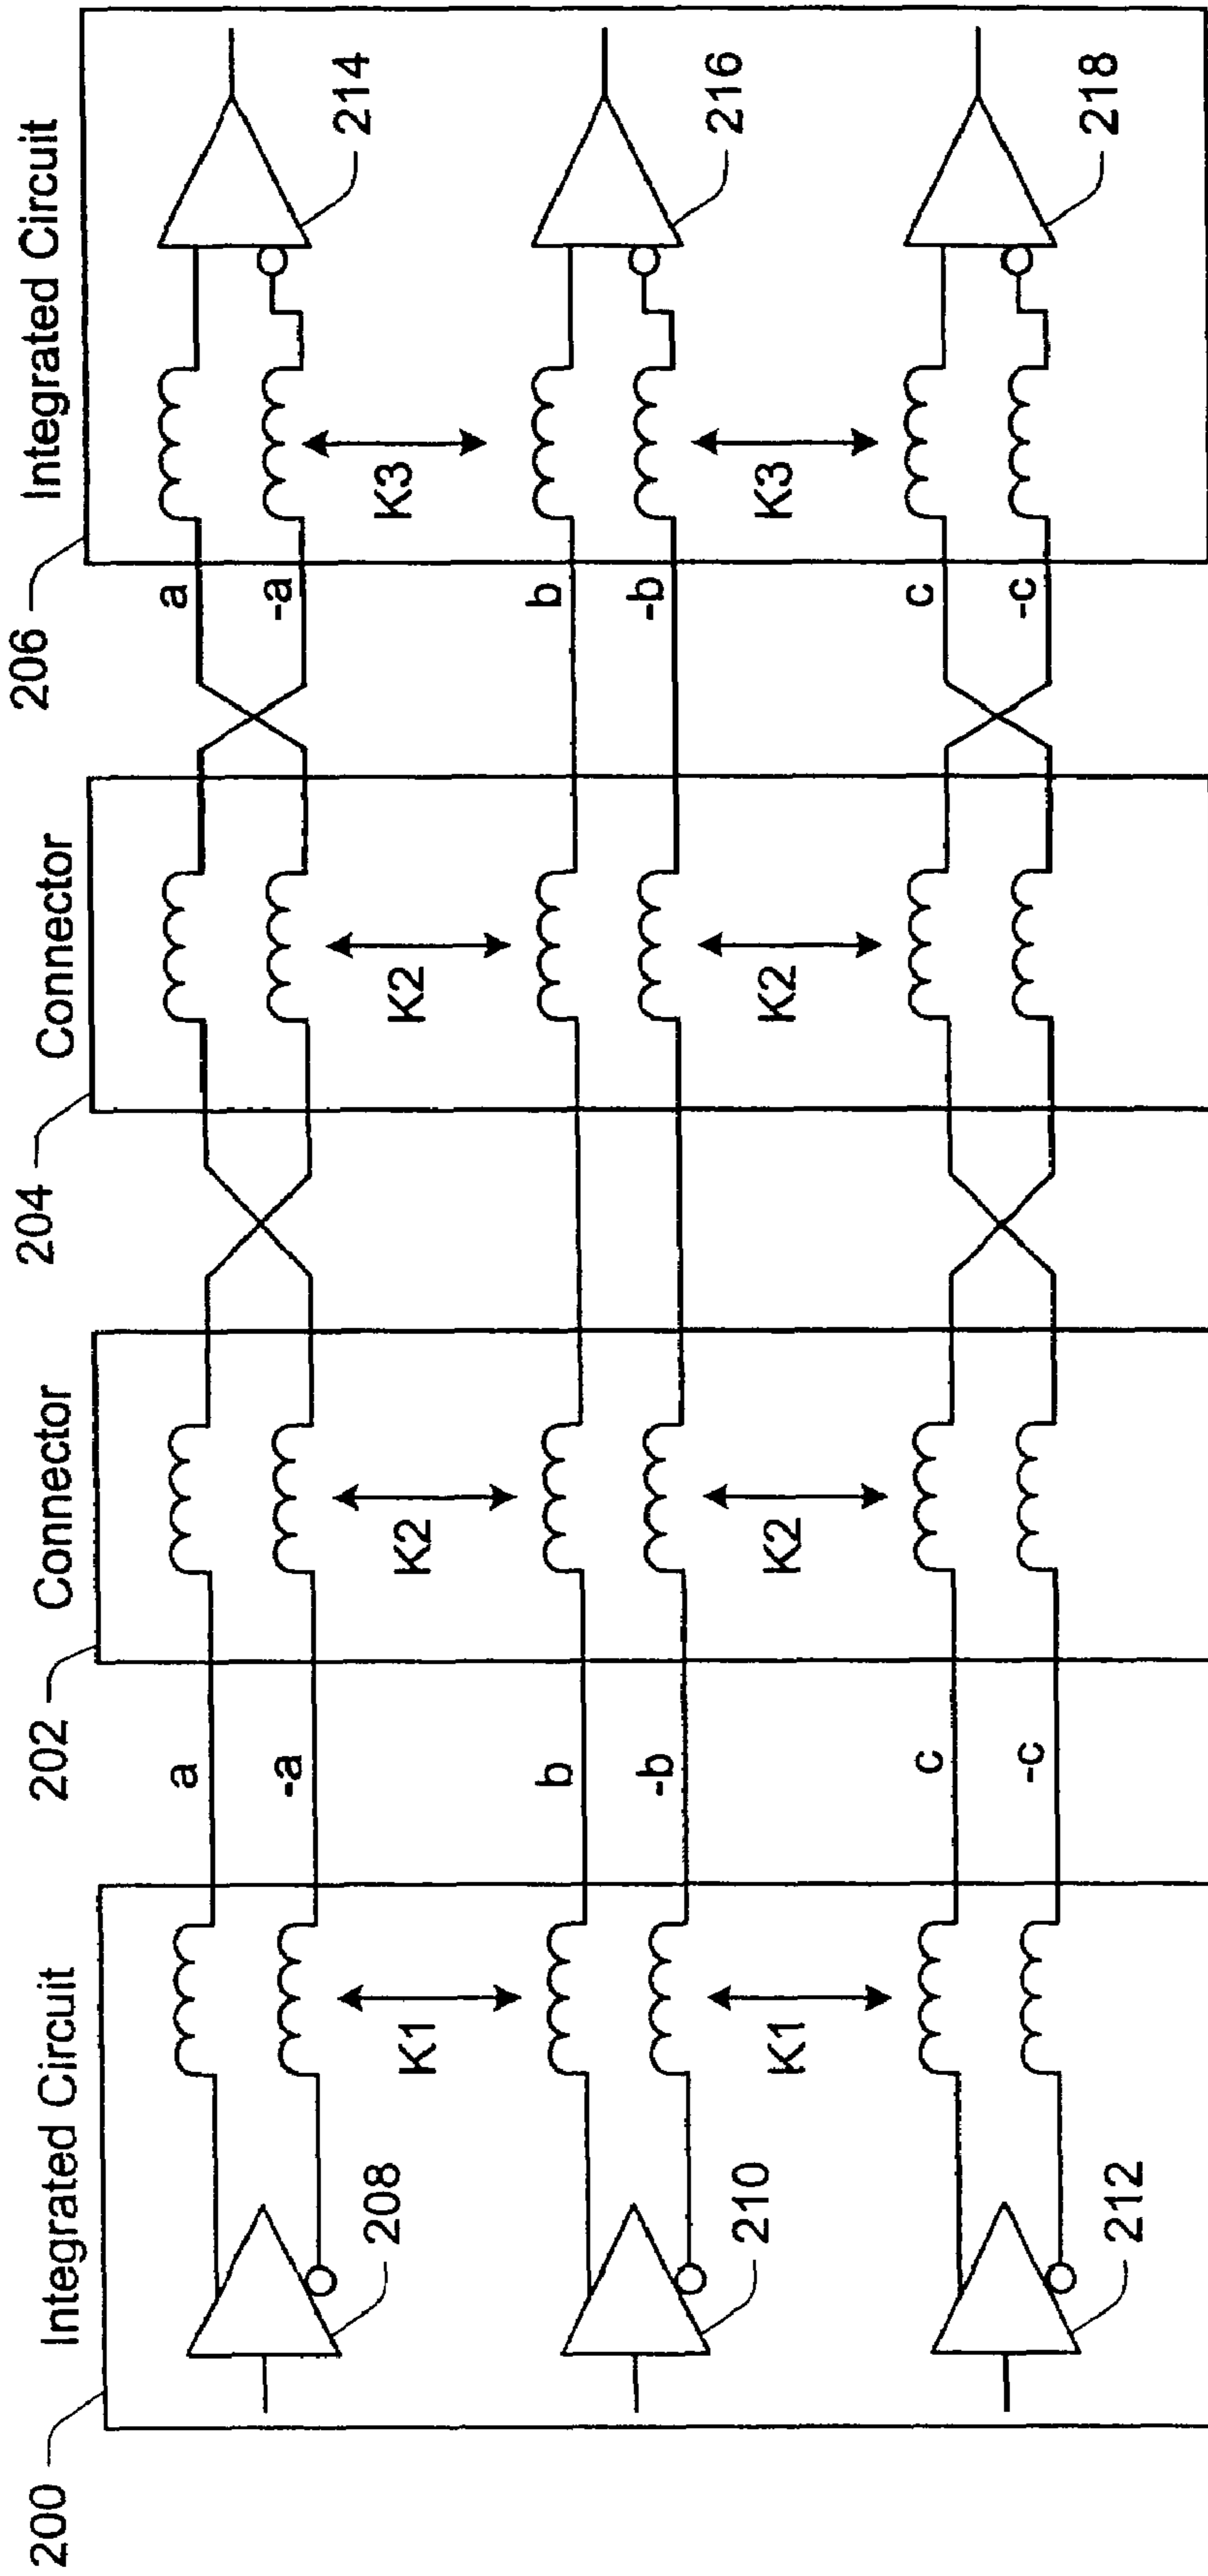 200
Integrated Circuit
202
Connector
204
Connector
206
Integrated Circuit
208
a
a
214
-a
-a
K1
K2
K2
K3
210
b
b
216
-b
-b
K1
K2
K2
K3
212
c
c
218
-c
-c